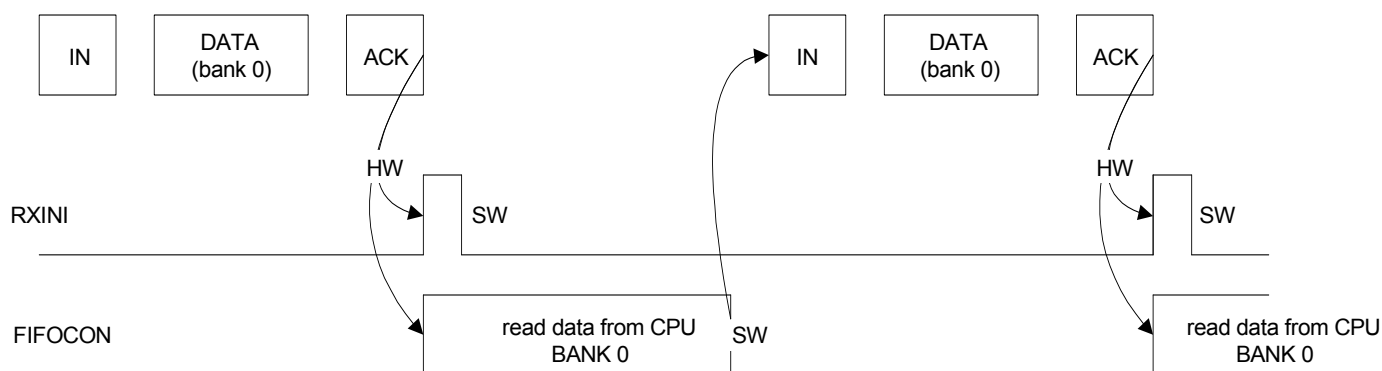 IN
DATA
(bank 0)
ACK
IN
DATA
(bank 0)
ACK
HW
HW
RXINI
SW
SW
FIFOCON
read data from CPU
BANK 0
SW
read data from CPU
BANK 0